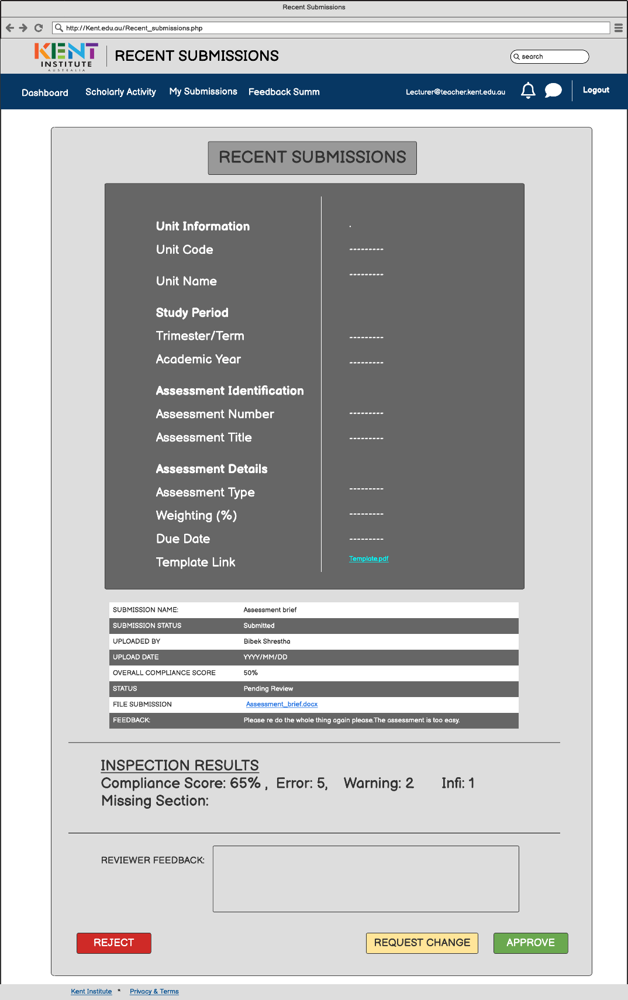 Recent Submissions
http://Kent.edu.au/Recent_submissions.php
KENT
INSTITUTE
AUSTRALIA
RECENT SUBMISSIONS
search
Dashboard Scholarly Activity My Submissions Feedback Summ Lecturer@teacher.kent.edu.au Logout
RECENT SUBMISSIONS
Unit Information .
Unit Code ---------
Unit Name ---------
Study Period
Trimester/Term ---------
Academic Year ---------
Assessment Identification
Assessment Number ---------
Assessment Title ---------
Assessment Details
Assessment Type ---------
Weighting (%) ---------
Due Date ---------
Template Link Template.pdf
SUBMISSION NAME: Assessment brief
SUBMISSION STATUS Submitted
UPLOADED BY Bibek Shrestha
UPLOAD DATE YYYY/MM/DD
OVERALL COMPLIANCE SCORE 50%
STATUS Pending Review
FILE SUBMISSION Assessment_brief.docx
FEEDBACK: Please re do the whole thing again please.The assessment is too easy.
INSPECTION RESULTS
Compliance Score: 65% , Error: 5, Warning: 2 Infi: 1
Missing Section:
REVIEWER FEEDBACK:
REJECT REQUEST CHANGE APPROVE
Kent Institute * Privacy & Terms